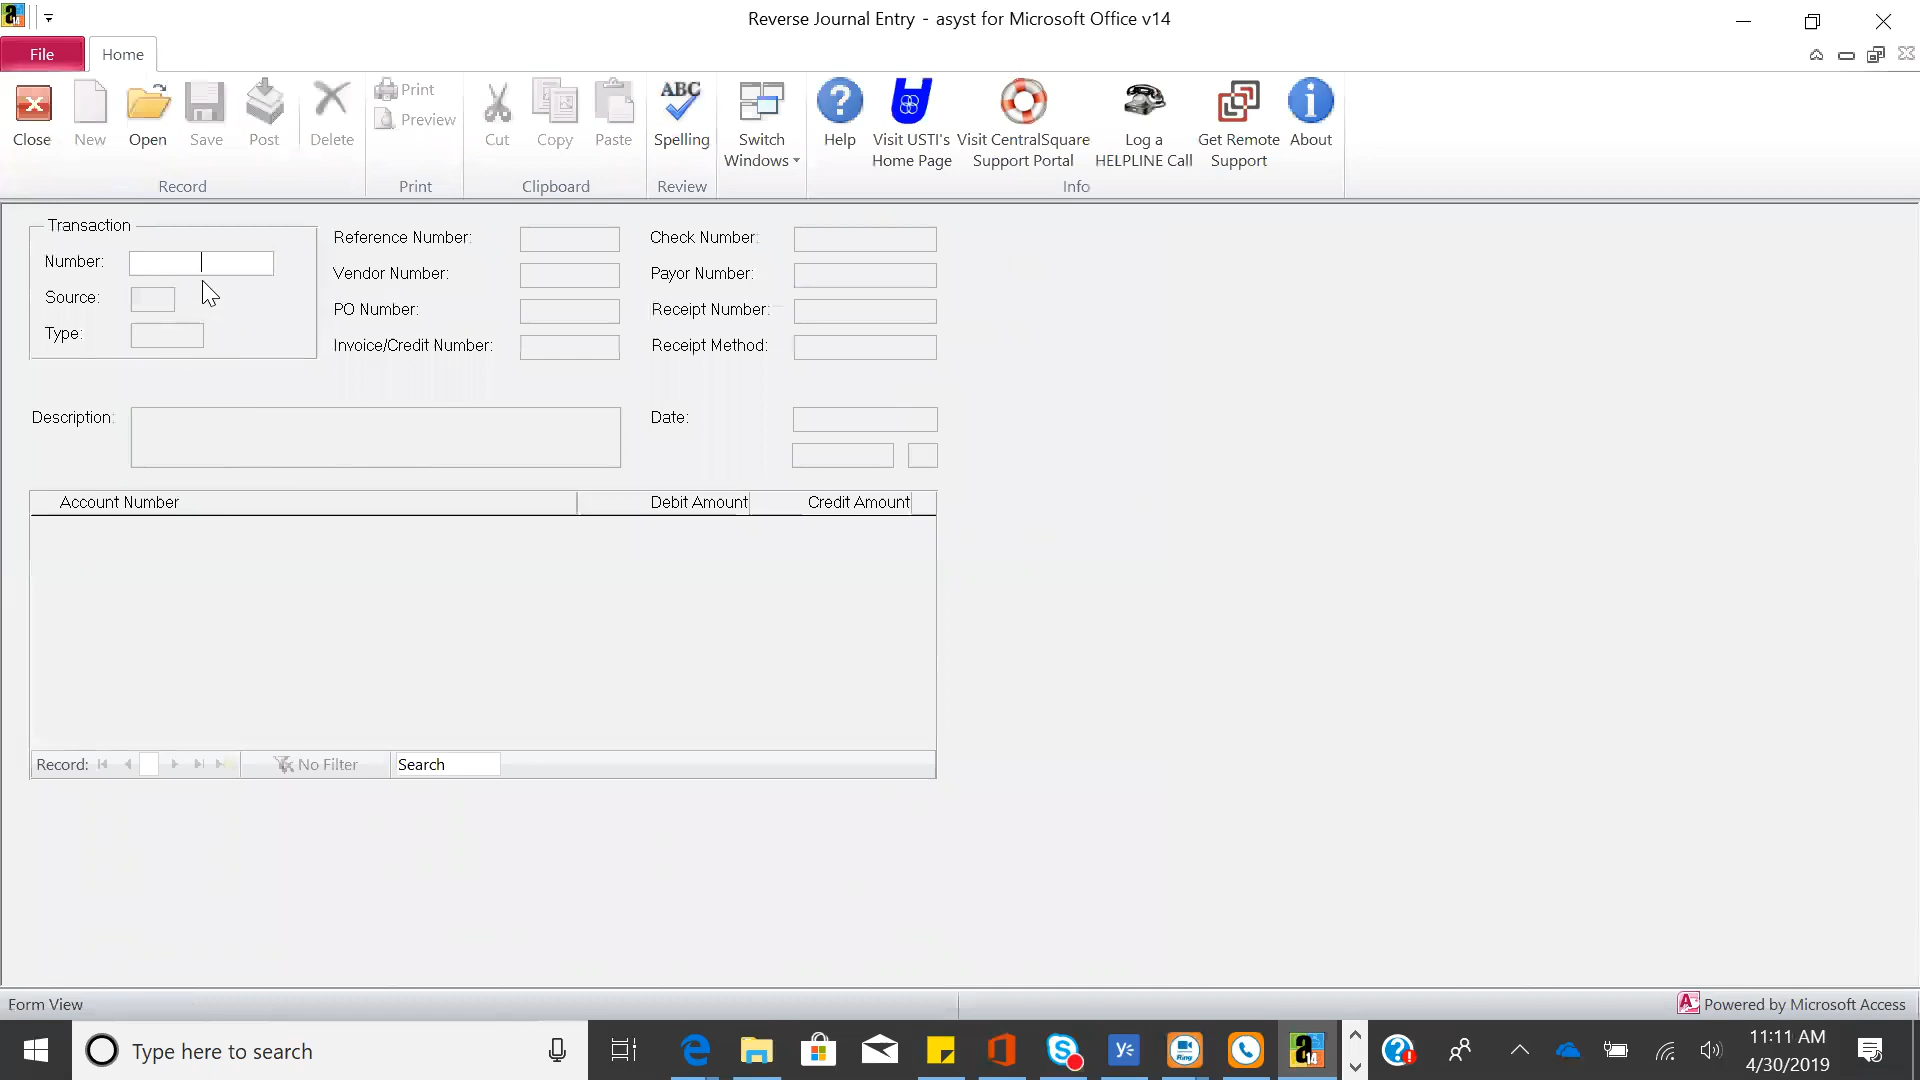 Reverse Journal Entry - asyst for Microsoft Office v14
File Home
Close New Open Save Post Delete Print Preview Cut Copy Paste ABC Spelling Switch Windows Help Visit USTI's Home Page Visit CentralSquare Support Portal Log a HELPLINE Call Get Remote Support About
Record Print Clipboard Review Info
Transaction
Number:
Source:
Type:
Reference Number:
Vendor Number:
PO Number:
Invoice/Credit Number:
Check Number:
Payor Number:
Receipt Number:
Receipt Method:
Description:
Date:
Account Number Debit Amount Credit Amount
Record: No Filter Search
Form View Powered by Microsoft Access
Type here to search
11:11 AM
4/30/2019